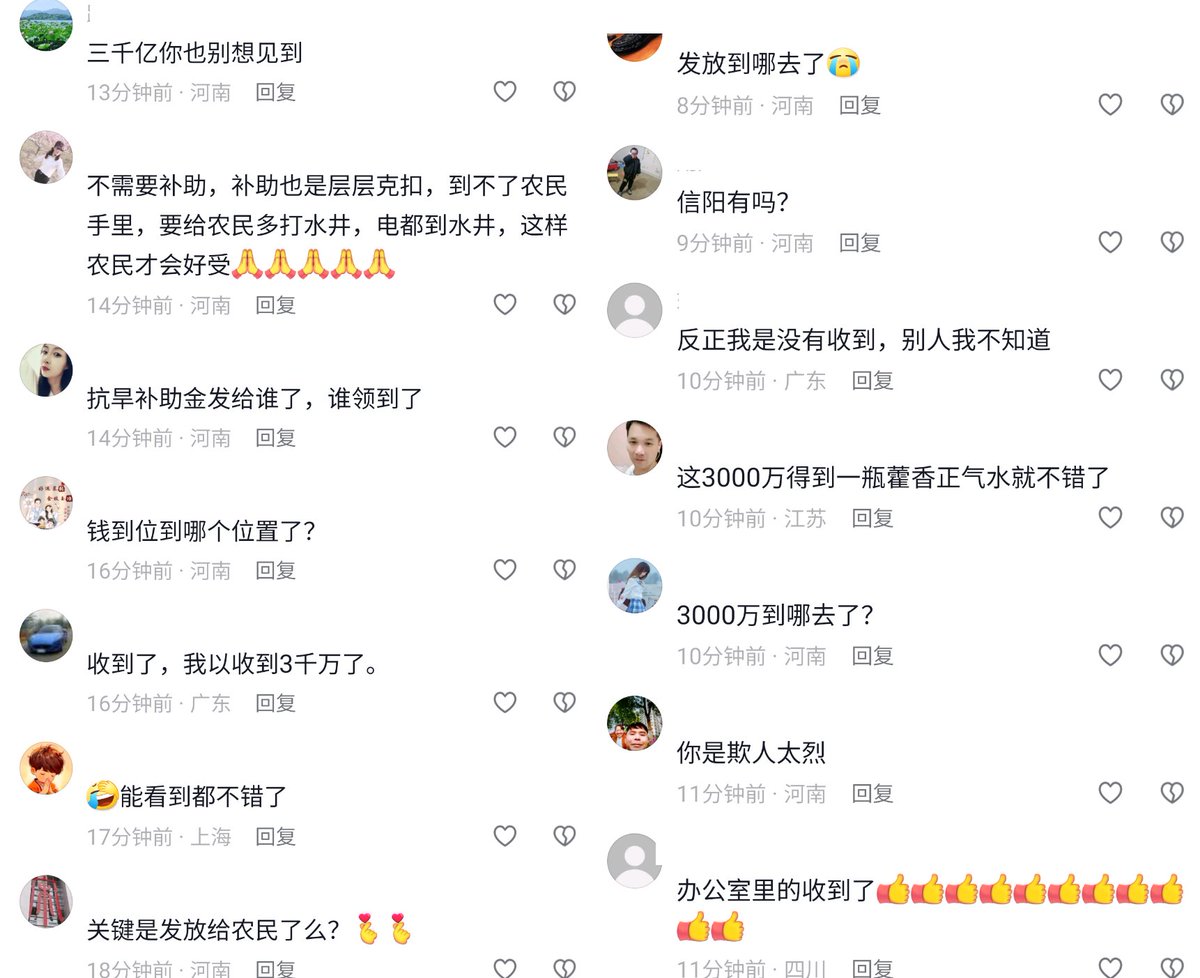 三千亿你也别想见到
13分钟前 · 河南 回复
不需要补助，补助也是层层克扣，到不了农民
手里，要给农民多打水井，电都到水井，这样
农民才会好受🙏🙏🙏🙏🙏
14分钟前 · 河南 回复
抗旱补助金发给谁了，谁领到了
14分钟前 · 河南 回复
钱到位到哪个位置了？
16分钟前 · 河南 回复
收到了，我以收到3千万了。
16分钟前 · 广东 回复
🤣能看到都不错了
17分钟前 · 上海 回复
关键是发放给农民了么？🫰🫰
18分钟前 · 河南 回复
发放到哪去了😭
8分钟前 · 河南 回复
信阳有吗？
9分钟前 · 河南 回复
反正我是没有收到，别人我不知道
10分钟前 · 广东 回复
这3000万得到一瓶藿香正气水就不错了
10分钟前 · 江苏 回复
3000万到哪去了？
10分钟前 · 河南 回复
你是欺人太烈
11分钟前 · 河南 回复
办公室里的收到了👍👍👍👍👍👍👍👍👍
👍👍
11分钟前 · 四川 回复